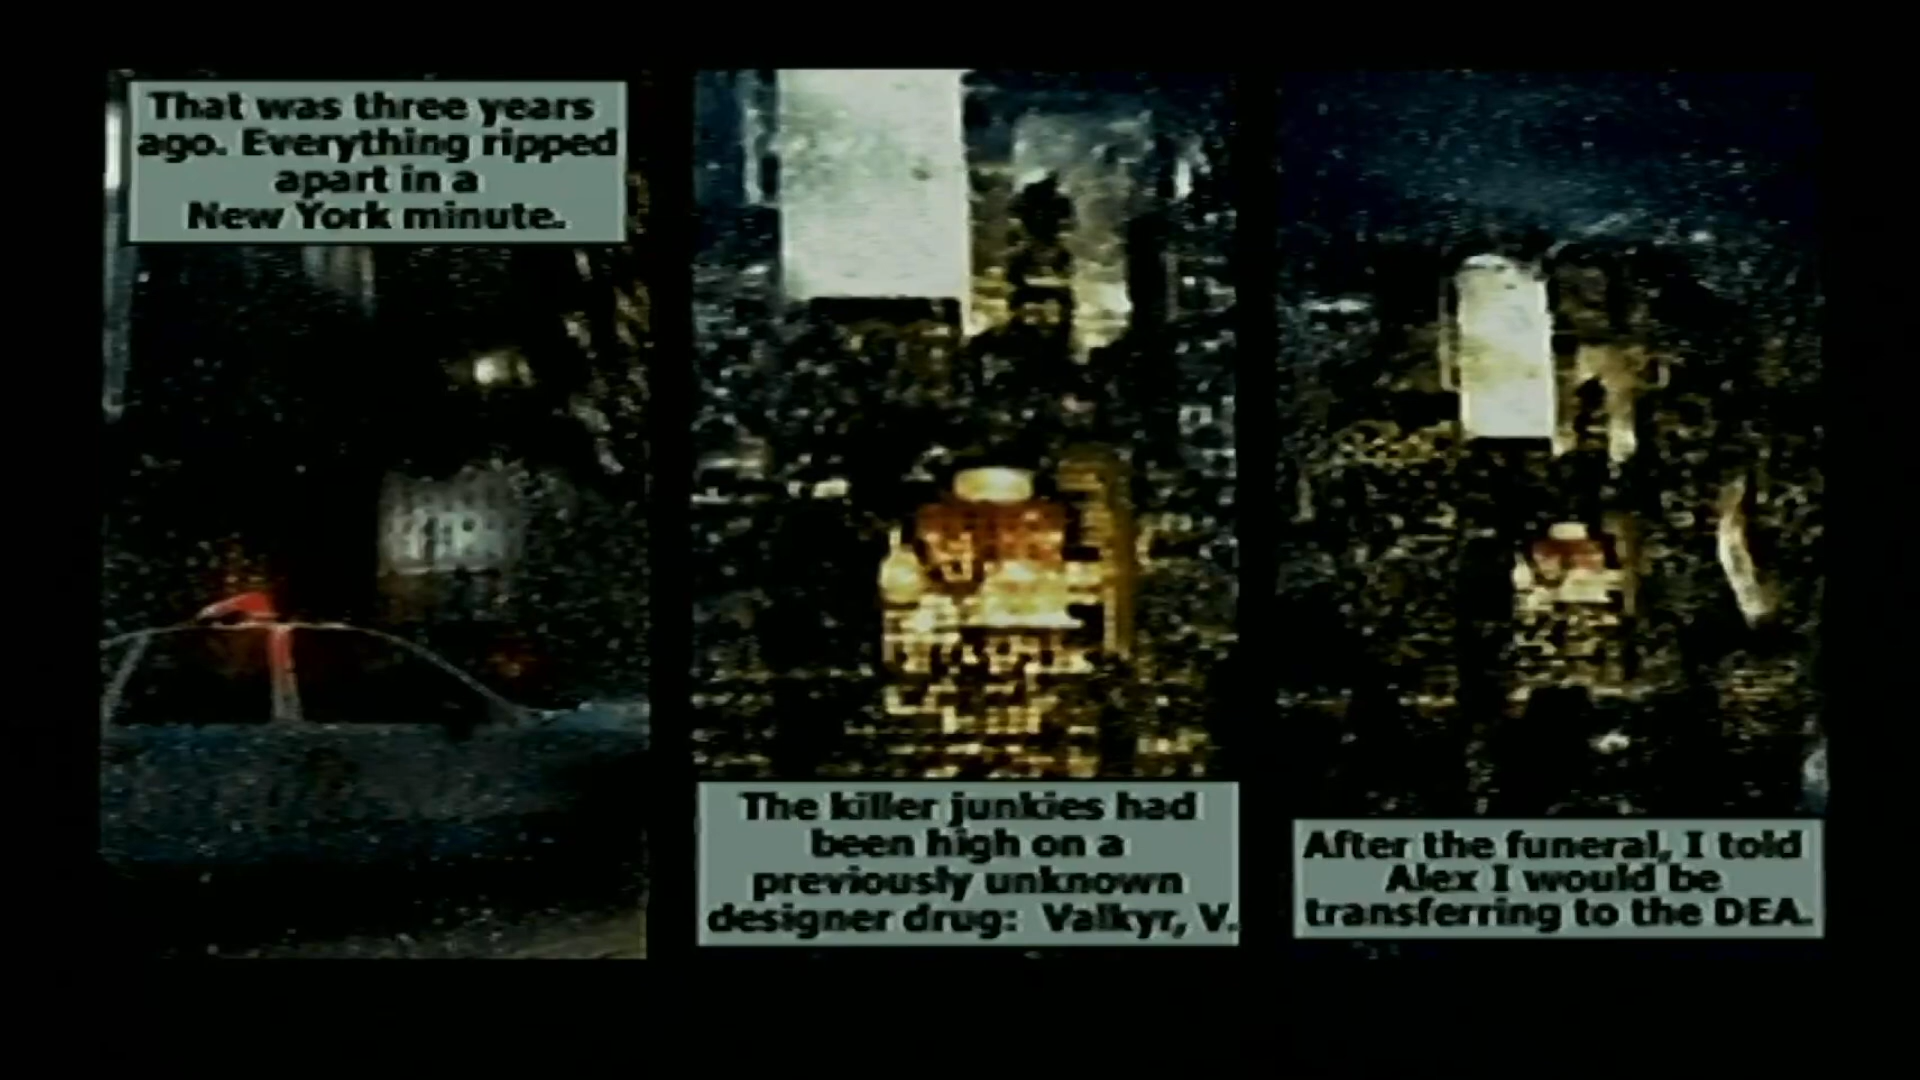 That was three years
ago. Everything ripped
apart in a
New York minute.
The killer junkies had
been high on a
previously unknown
designer drug: Valkyr, V.
After the funeral, I told
Alex I would be
transferring to the DEA.